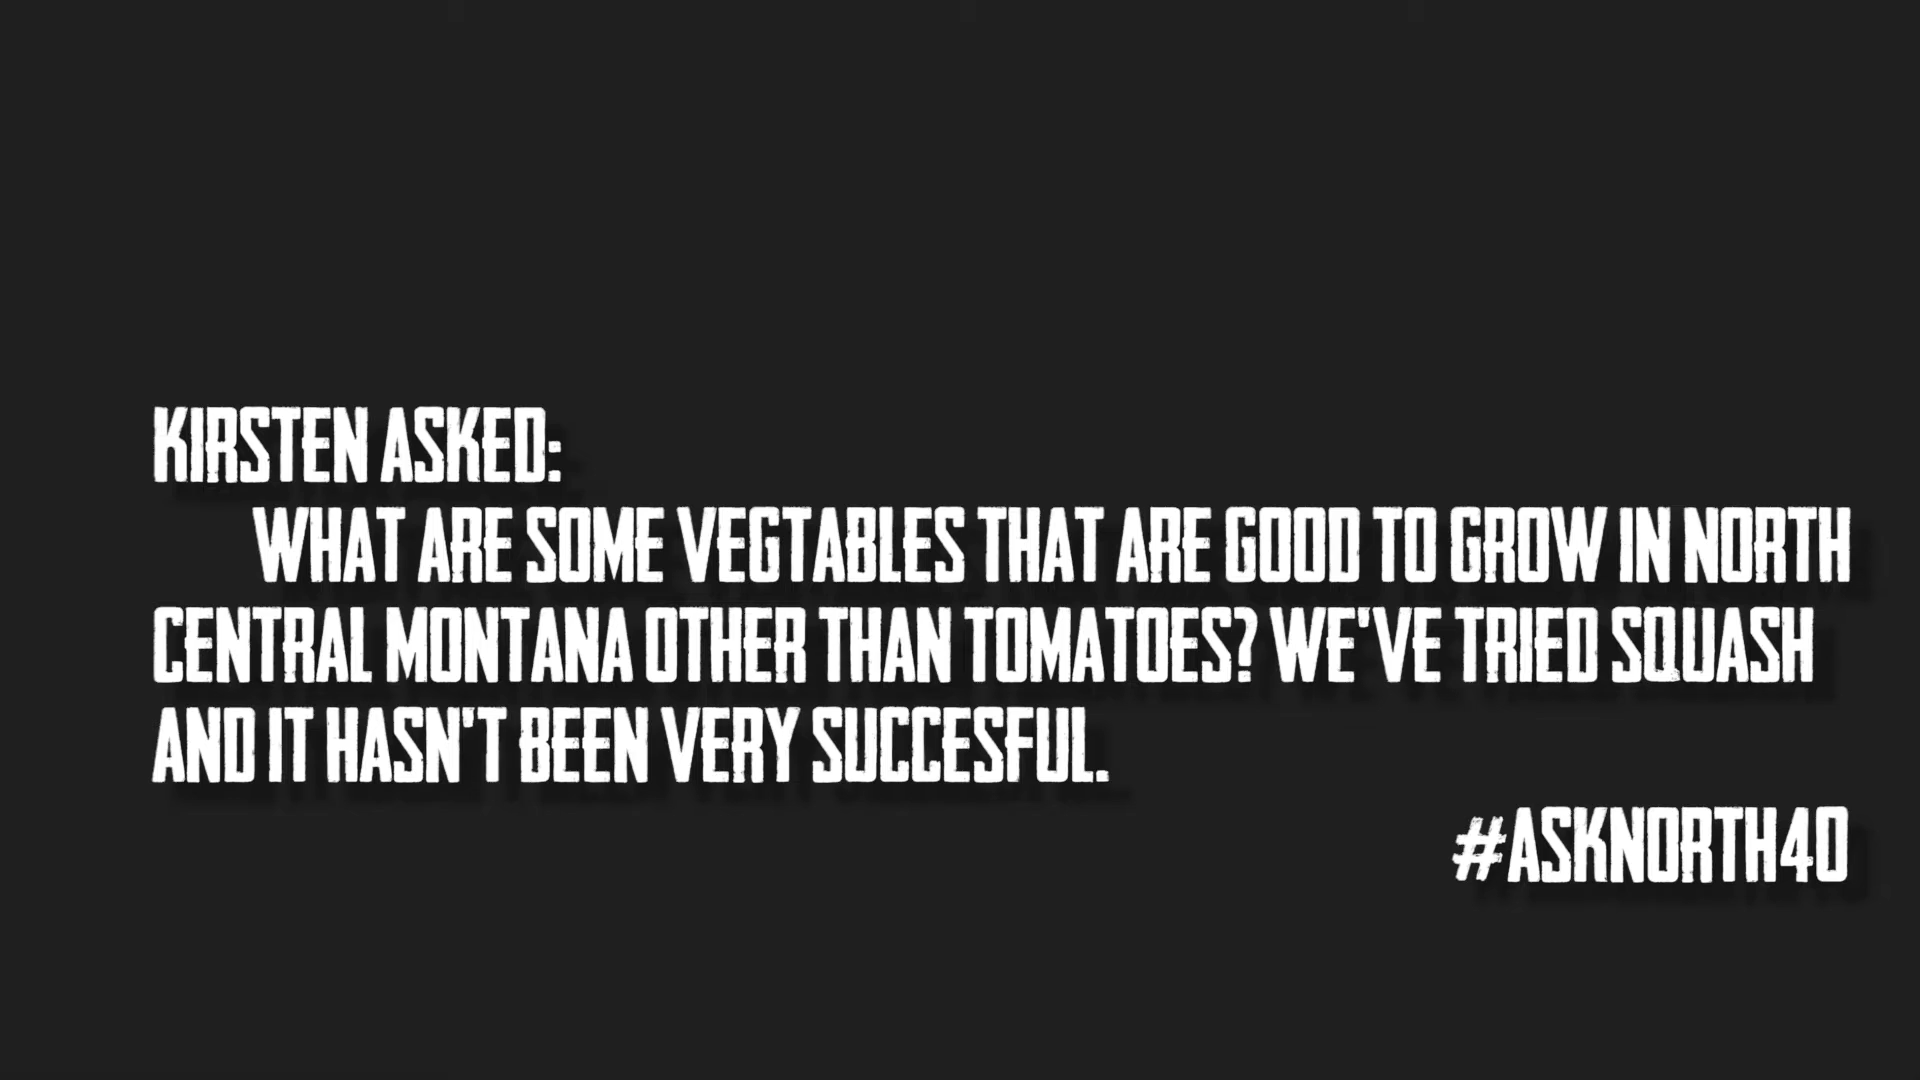 KIRSTEN ASKED:
WHAT ARE SOME VEGTABLES THAT ARE GOOD TO GROW IN NORTH
CENTRAL MONTANA OTHER THAN TOMATOES? WE'VE TRIED SQUASH
AND IT HASN'T BEEN VERY SUCCESFUL.
#ASKNORTH40